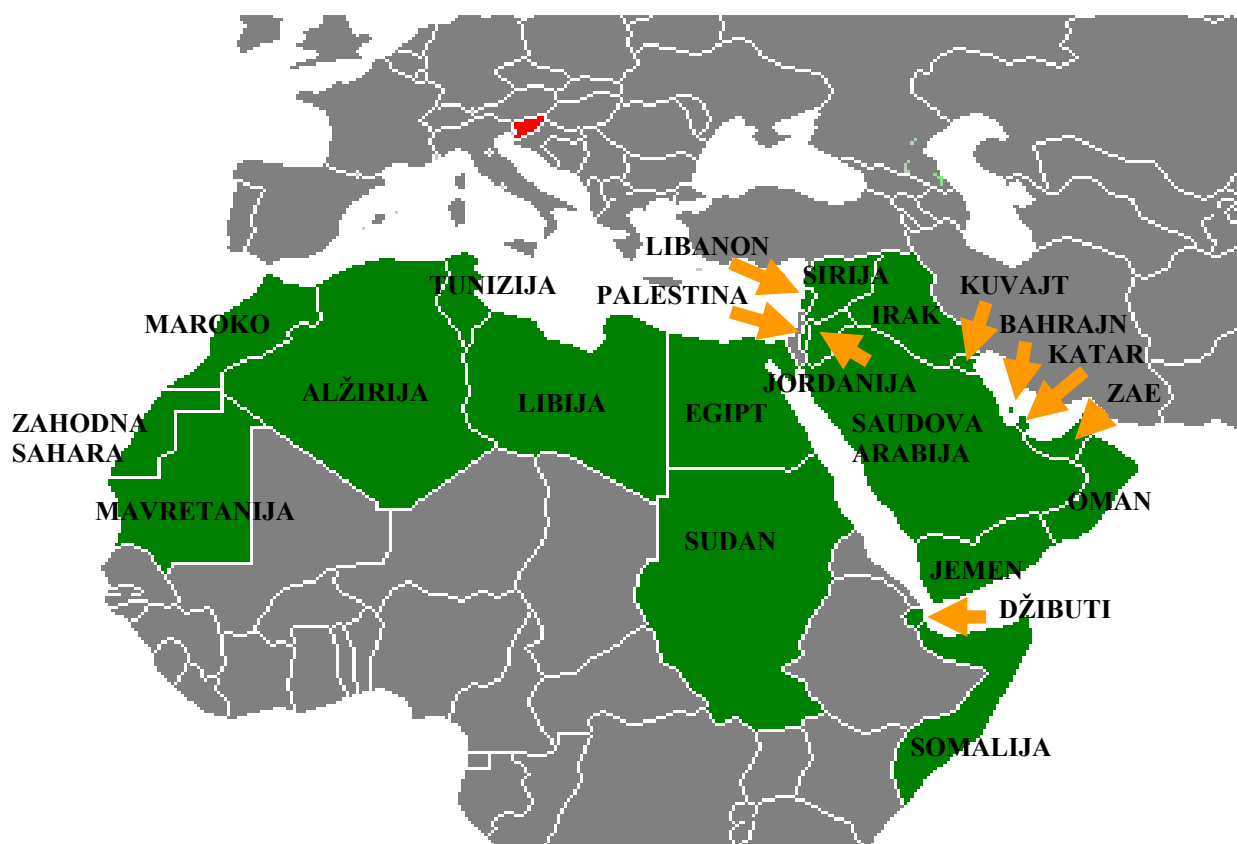 LIBANON
SIRIJA
TUNIZIJA
PALESTINA
KUVAJT
MAROKO
IRAK
BAHRAJN
KATAR
ALŽIRIJA
LIBIJA
EGIPT
JORDANIJA
ZAE
ZAHODNA
SAHARA
SAUDOVA
ARABIJA
MAVRETANIJA
OMAN
SUDAN
JEMEN
DŽIBUTI
SOMALIJA